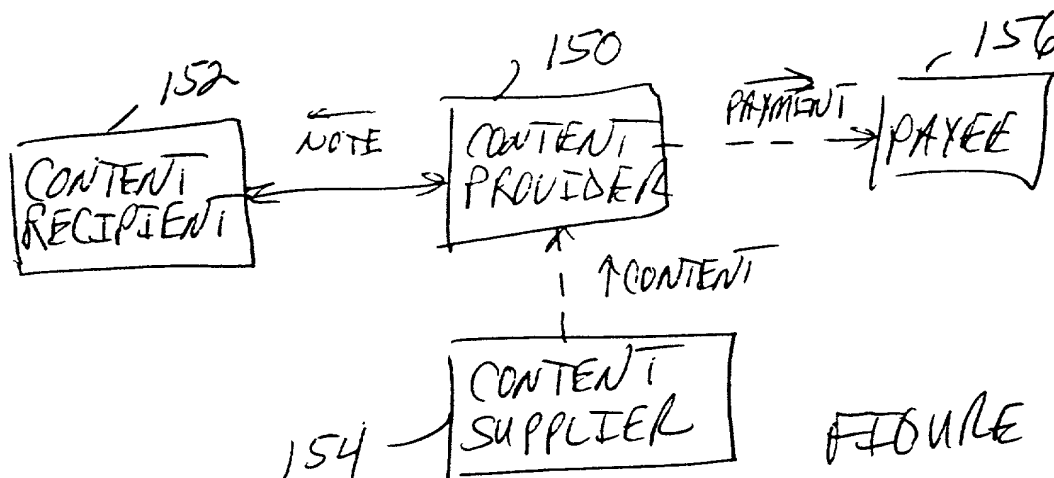 152
150
156
CONTENT
RECIPIENT
NOTE
CONTENT
PROVIDER
PAYMENT
PAYEE
CONTENT
CONTENT
SUPPLIER
154
FIGURE